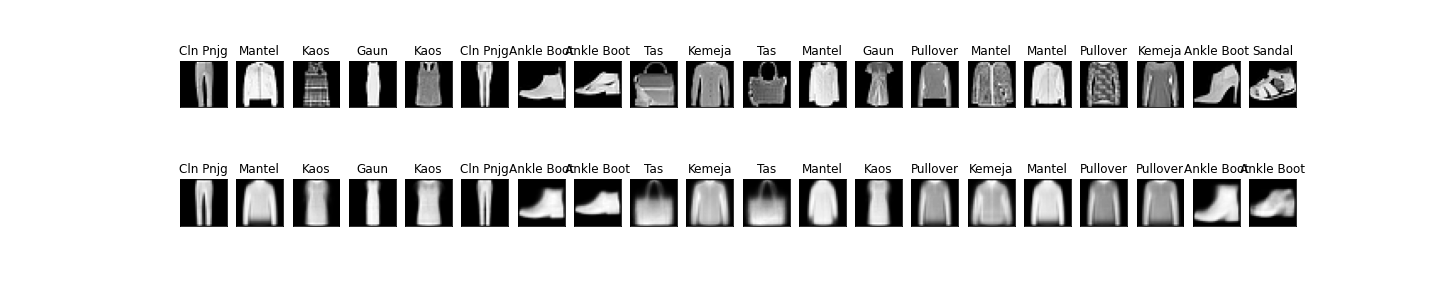 Cln Pnjg Mantel Kaos Gaun Kaos Cln Pnjg Ankle Boot Ankle Boot Tas Kemeja Tas Mantel Gaun Pullover Mantel Mantel Pullover Kemeja Ankle Boot Sandal
Cln Pnjg Mantel Kaos Gaun Kaos Cln Pnjg Ankle Boot Ankle Boot Tas Kemeja Tas Mantel Kaos Pullover Kemeja Mantel Pullover Pullover Ankle Boot Ankle Boot